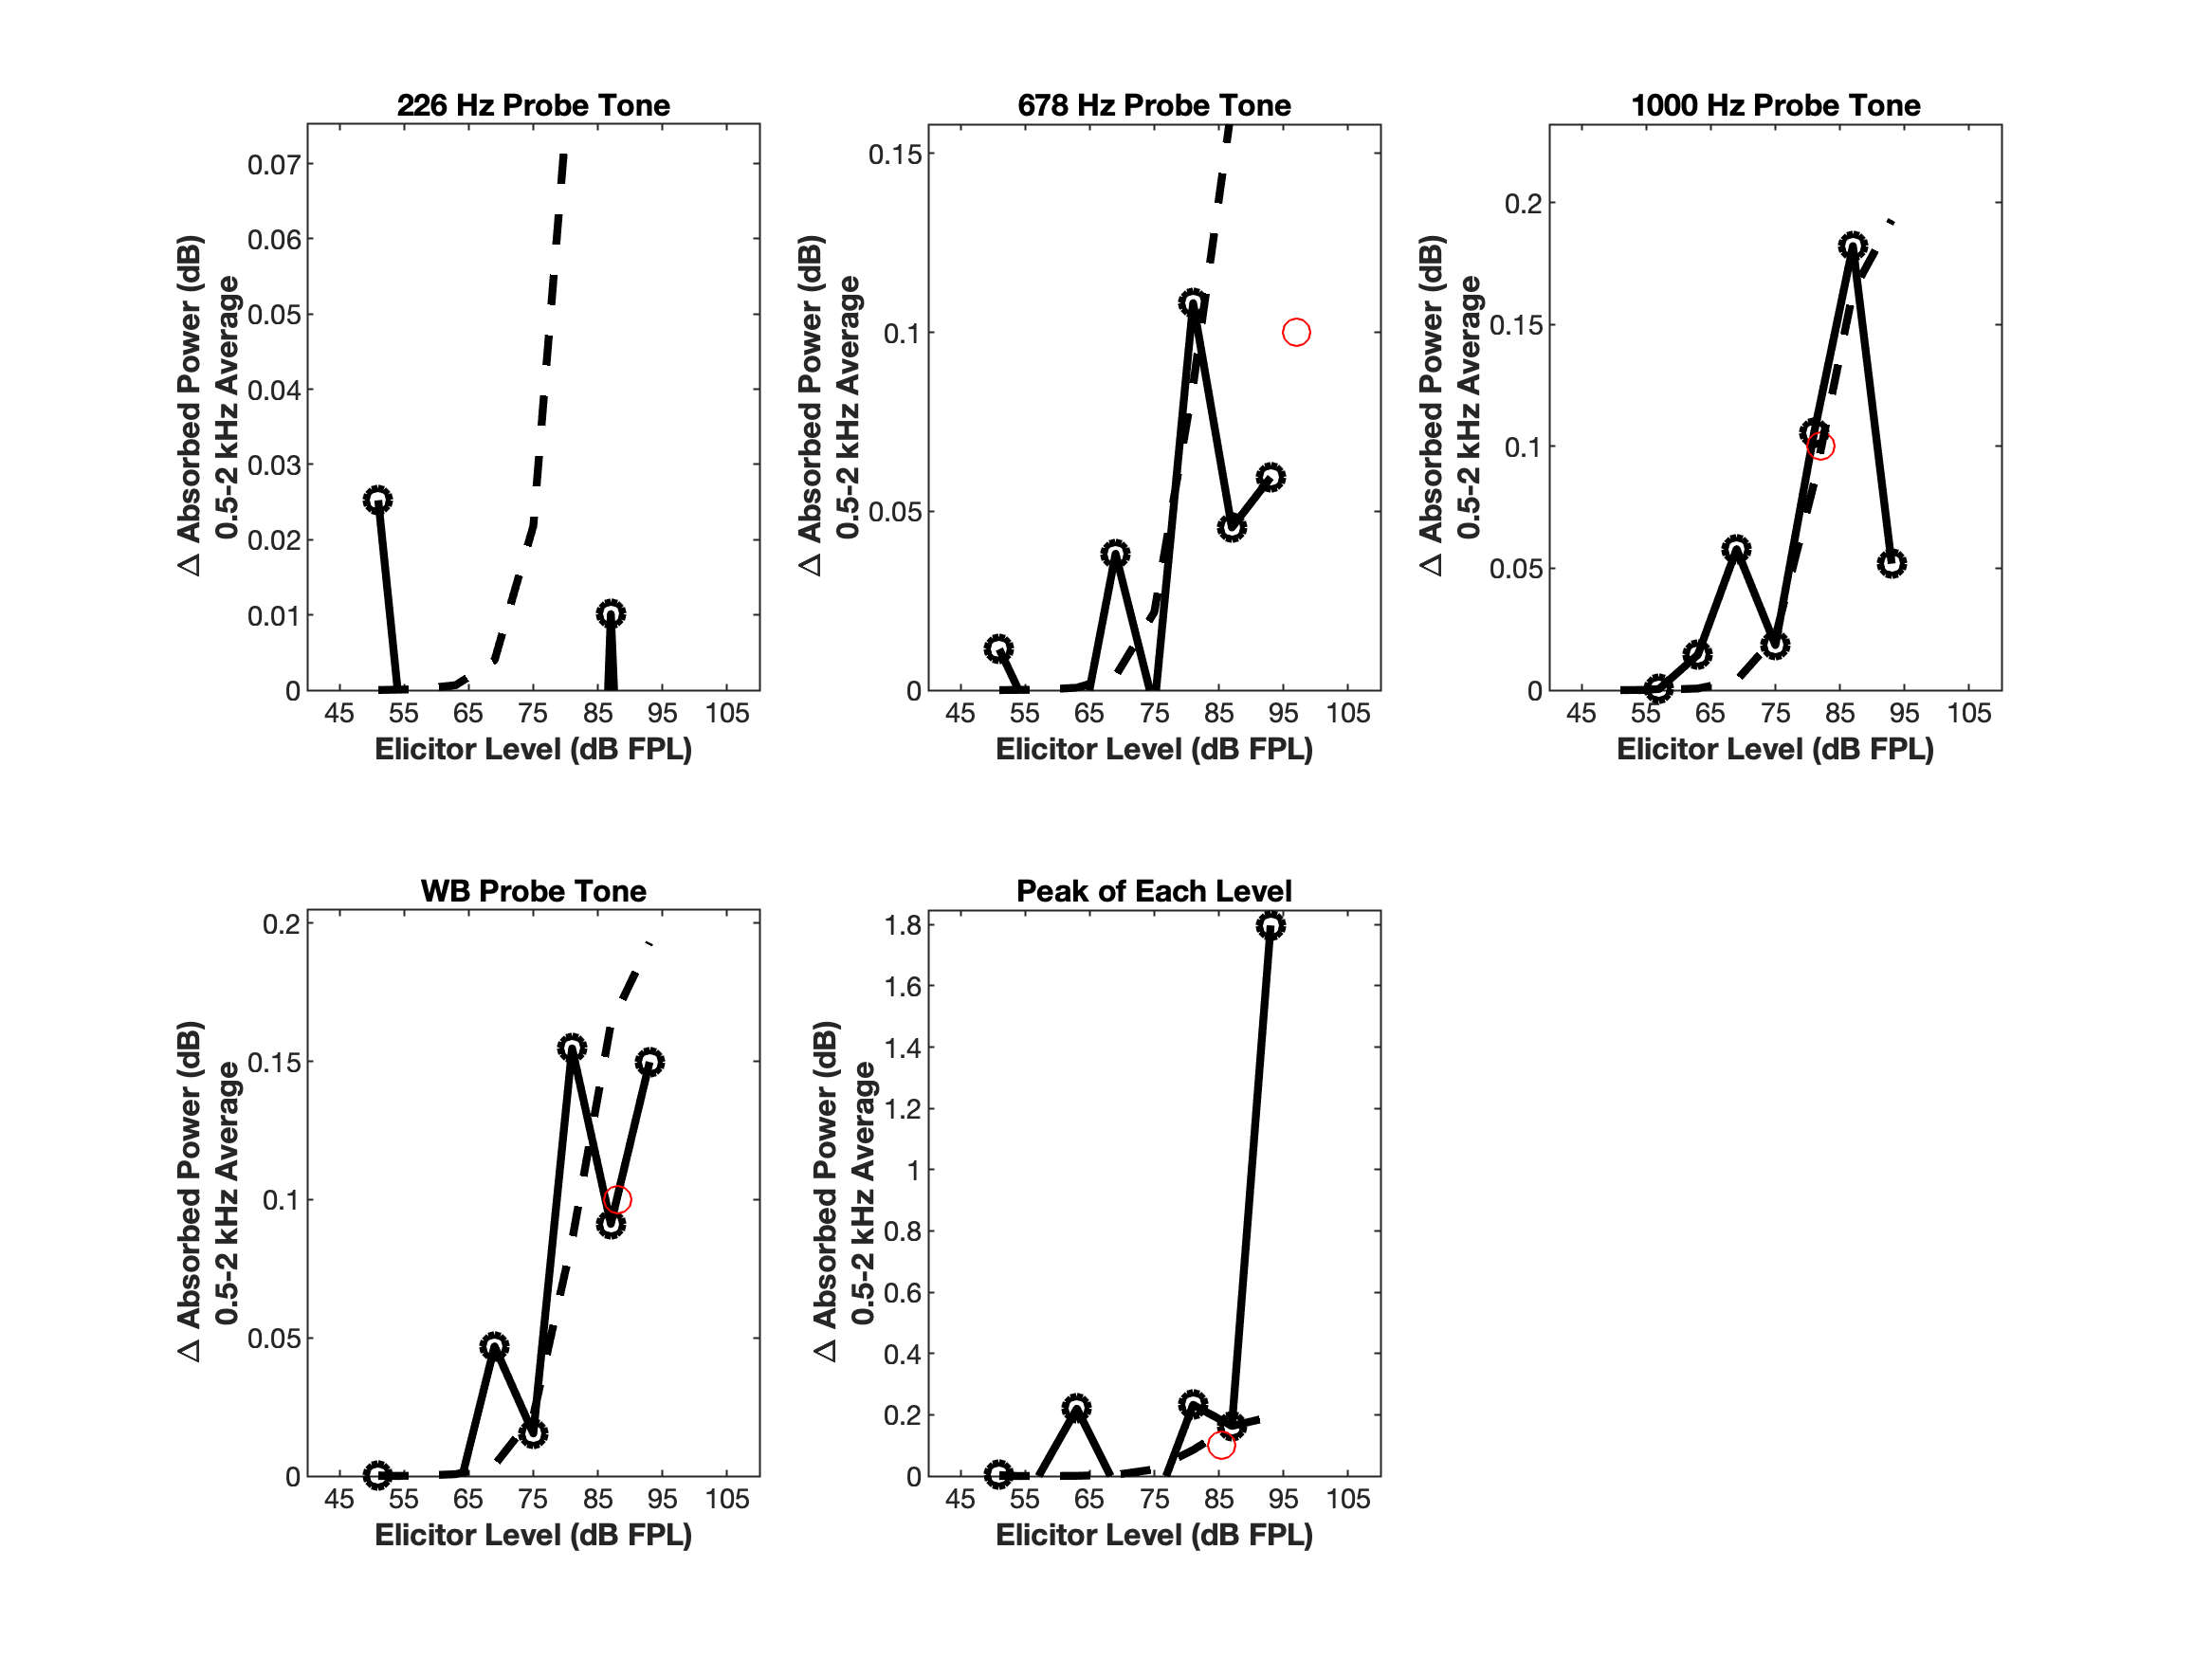 226 Hz Probe Tone
Δ Absorbed Power (dB)
0.5-2 kHz Average
0.07
0.06
0.05
0.04
0.03
0.02
0.01
0
45 55 65 75 85 95 105
Elicitor Level (dB FPL)
678 Hz Probe Tone
Δ Absorbed Power (dB)
0.5-2 kHz Average
0.15
0.1
0.05
0
45 55 65 75 85 95 105
Elicitor Level (dB FPL)
1000 Hz Probe Tone
Δ Absorbed Power (dB)
0.5-2 kHz Average
0.2
0.15
0.1
0.05
0
45 55 65 75 85 95 105
Elicitor Level (dB FPL)
WB Probe Tone
Δ Absorbed Power (dB)
0.5-2 kHz Average
0.2
0.15
0.1
0.05
0
45 55 65 75 85 95 105
Elicitor Level (dB FPL)
Peak of Each Level
Δ Absorbed Power (dB)
0.5-2 kHz Average
1.8
1.6
1.4
1.2
1
0.8
0.6
0.4
0.2
0
45 55 65 75 85 95 105
Elicitor Level (dB FPL)